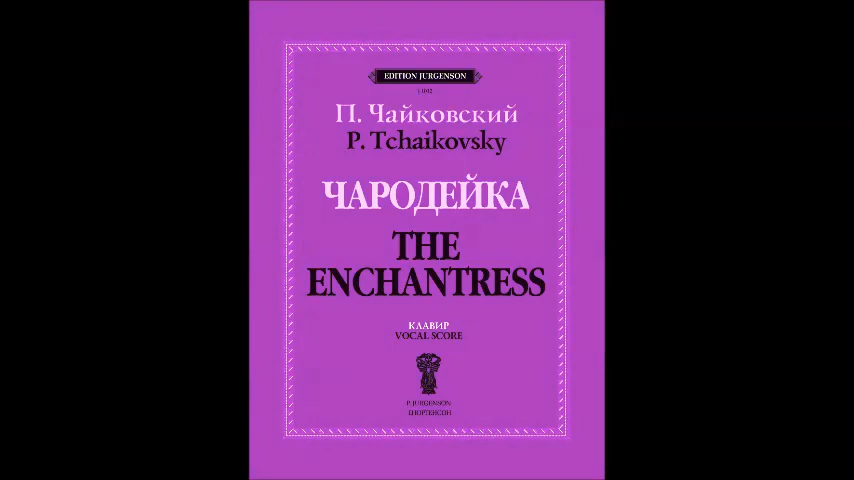 EDITION JURGENSON
П. Чайковский
P. Tchaikovsky
ЧАРОДЕЙКА
THE
ENCHANTRESS
КЛАВИР
VOCAL SCORE
P. JURGENSON
П.ЮРГЕНСОН